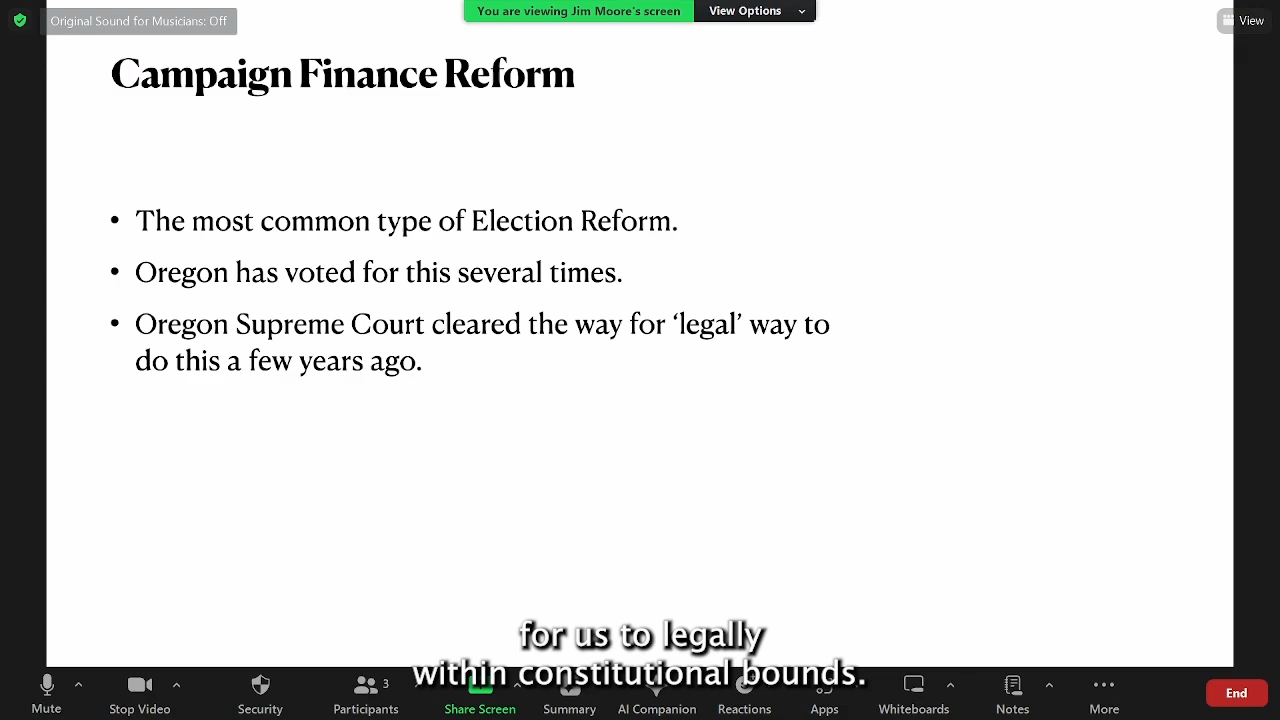 Original Sound for Musicians: Off
You are viewing Jim Moore's screen
View Options
View
Campaign Finance Reform
• The most common type of Election Reform.
• Oregon has voted for this several times.
• Oregon Supreme Court cleared the way for ‘legal’ way to
do this a few years ago.
for us to legally
within constitutional bounds.
3
Mute
Stop Video
Security
Participants
Share Screen
Summary
AI Companion
Reactions
Apps
Whiteboards
Notes
More
End